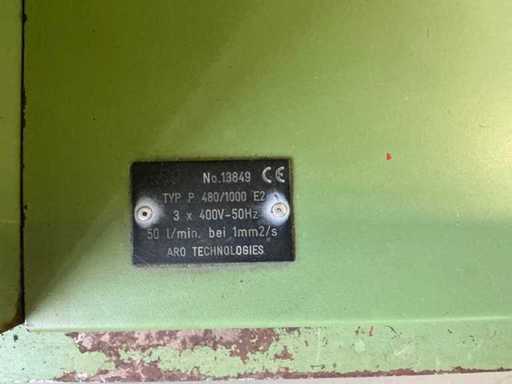 No.13849 CE
TYP P 480/1000 E2
3 x 400V-50Hz
50 l/min. bei 1mm2/s
ARO TECHNOLOGIES